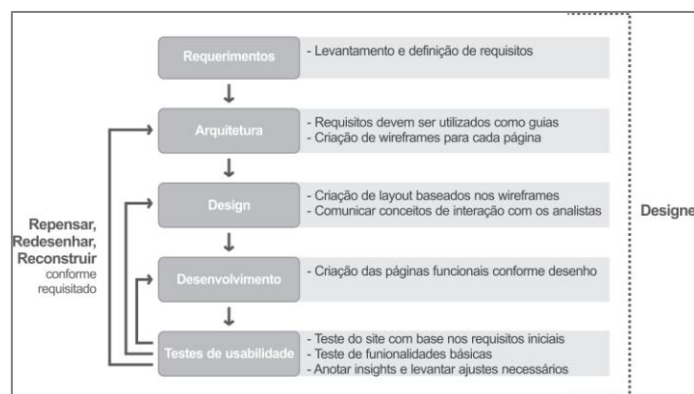 Requerimentos
- Levantamento e definição de requisitos
Arquitetura
- Requisitos devem ser utilizados como guias
- Criação de wireframes para cada página
Design
- Criação de layout baseados nos wireframes
- Comunicar conceitos de interação com os analistas
Repensar,
Redesenhar,
Reconstruir
conforme
requisitado
Designe
Desenvolvimento
- Criação das páginas funcionais conforme desenho
Testes de usabilidade
- Teste do site com base nos requisitos iniciais
- Teste de funionalidades básicas
- Anotar insights e levantar ajustes necessários